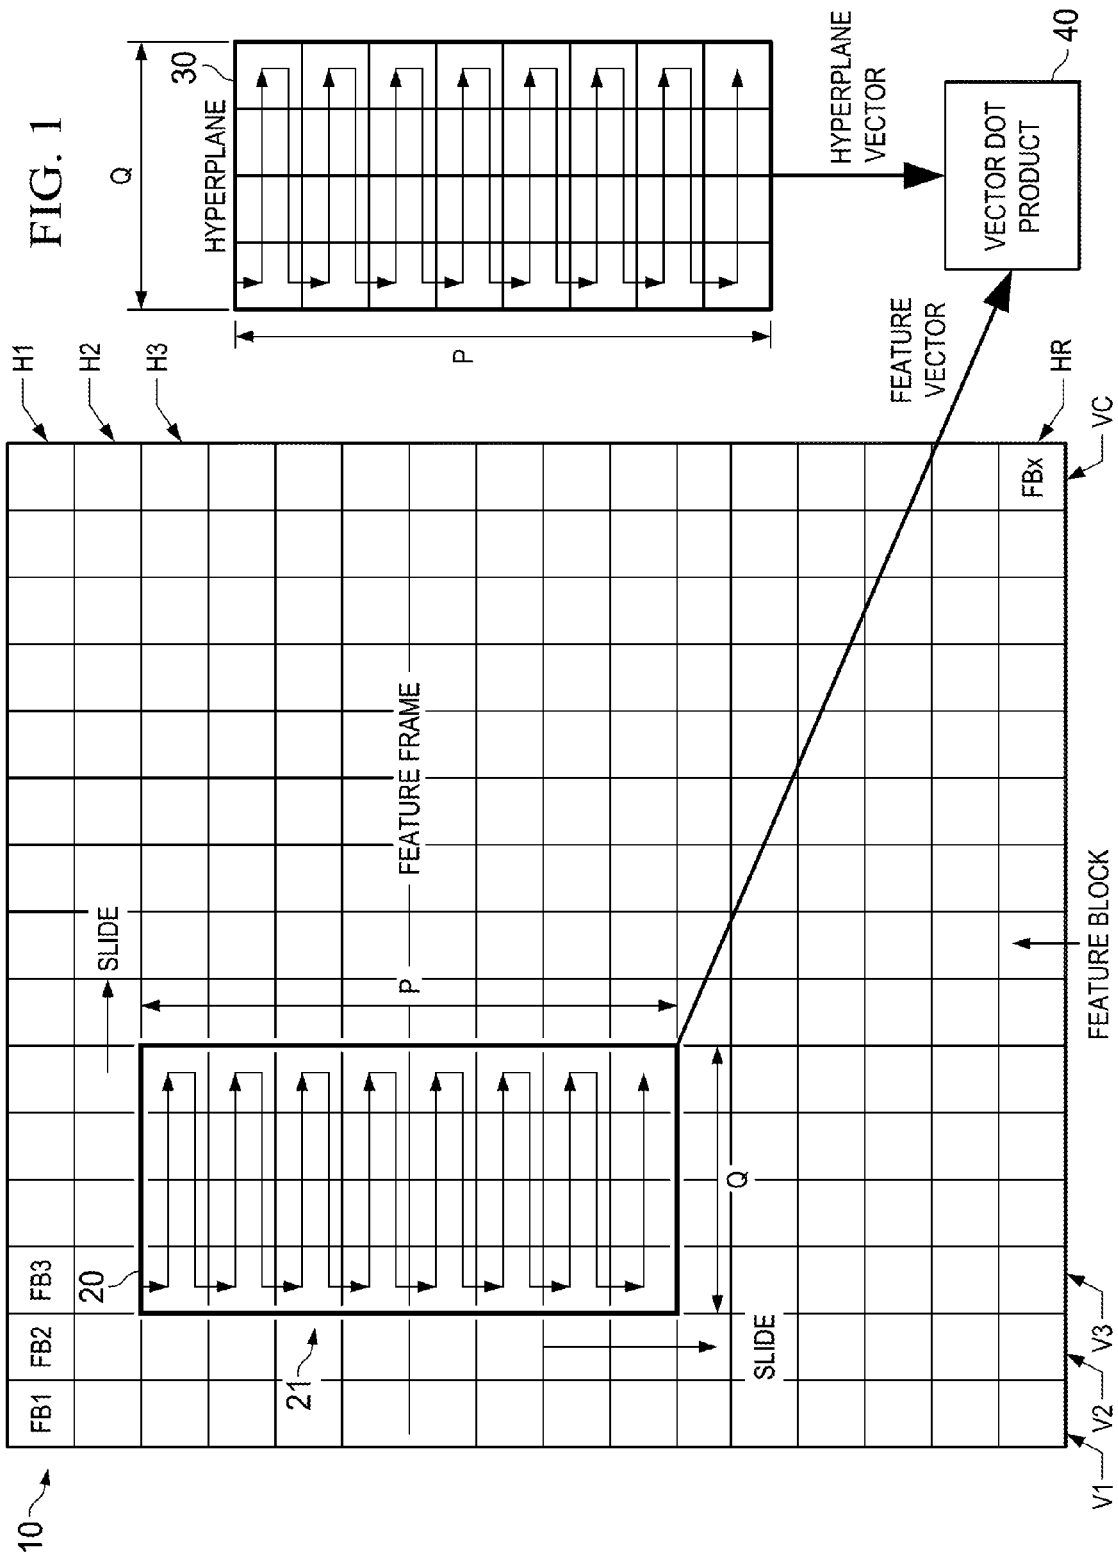 FIG. 1
10
H1
H2
H3
HR
FB1
FB2
FB3
FBx
20
21
SLIDE
SLIDE
P
Q
FEATURE FRAME
FEATURE BLOCK
V1
V2
V3
VC
Q
HYPERPLANE
30
P
HYPERPLANE
VECTOR
FEATURE
VECTOR
VECTOR DOT
PRODUCT
40